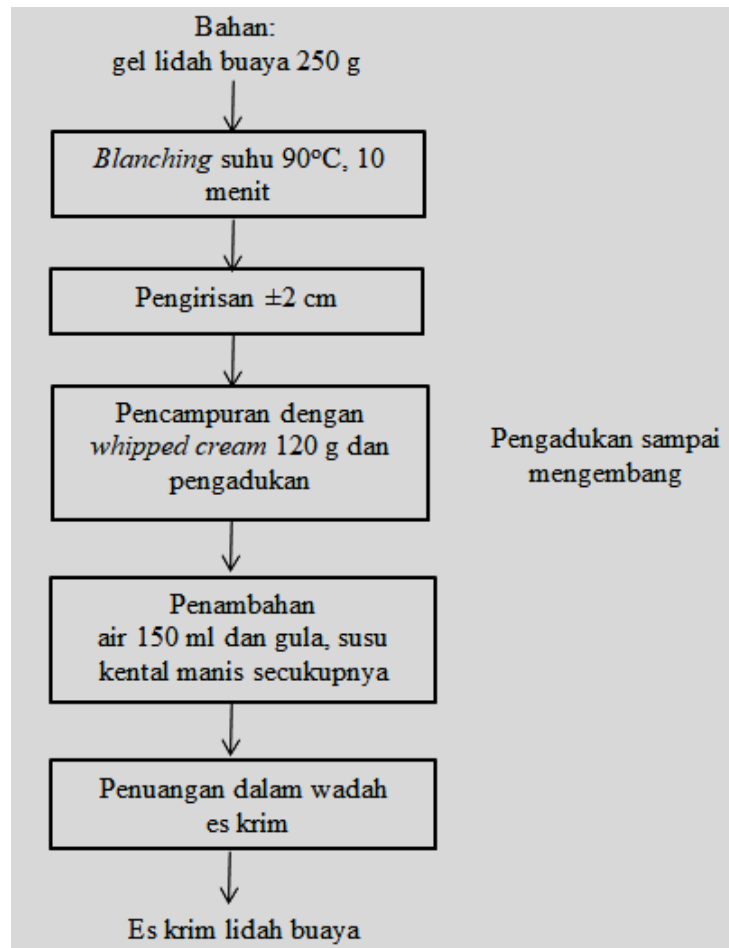 Bahan:
gel lidah buaya 250 g
Blanching suhu 90°C, 10
menit
Pengirisan ±2 cm
Pencampuran dengan
whipped cream 120 g dan
pengadukan
Pengadukan sampai
mengembang
Penambahan
air 150 ml dan gula, susu
kental manis secukupnya
Penuangan dalam wadah
es krim
Es krim lidah buaya